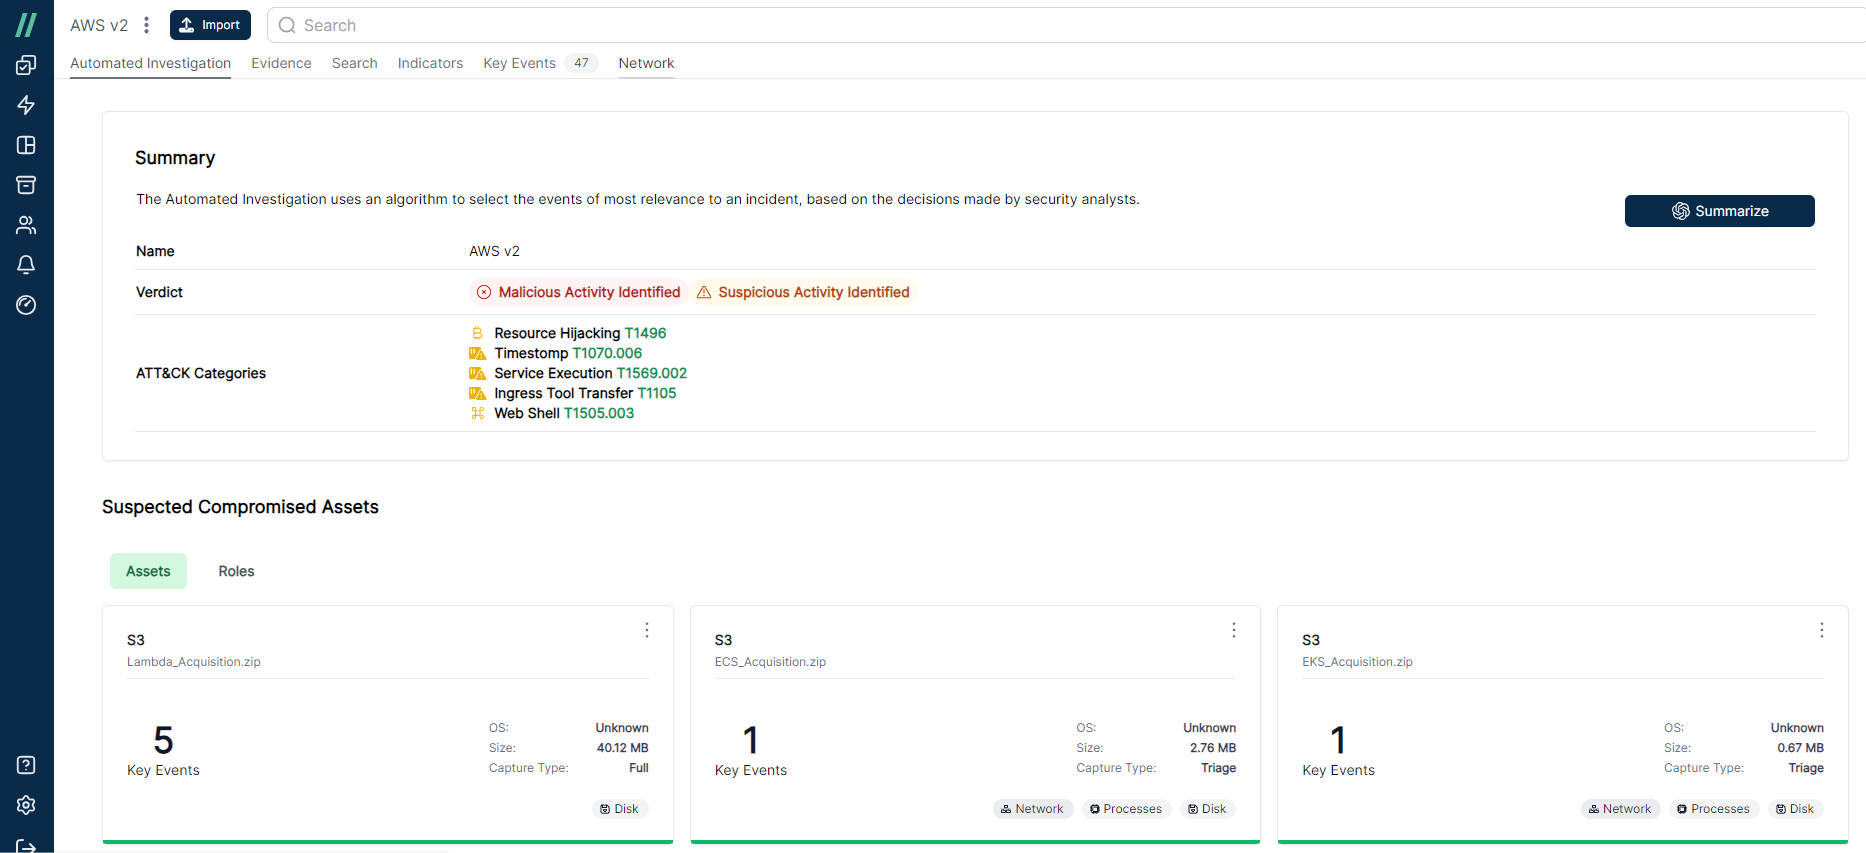 AWS v2
Import
Search
Automated Investigation Evidence Search Indicators Key Events 47 Network
Summary
The Automated Investigation uses an algorithm to select the events of most relevance to an incident, based on the decisions made by security analysts.
Summarize
Name AWS v2
Verdict Malicious Activity Identified Suspicious Activity Identified
ATT&CK Categories
Resource Hijacking T1496
Timestomp T1070.006
Service Execution T1569.002
Ingress Tool Transfer T1105
Web Shell T1505.003
Suspected Compromised Assets
Assets Roles
S3
Lambda_Acquisition.zip
5
Key Events
OS: Unknown
Size: 40.12 MB
Capture Type: Full
Disk
S3
ECS_Acquisition.zip
1
Key Events
OS: Unknown
Size: 2.76 MB
Capture Type: Triage
Network Processes Disk
S3
EKS_Acquisition.zip
1
Key Events
OS: Unknown
Size: 0.67 MB
Capture Type: Triage
Network Processes Disk